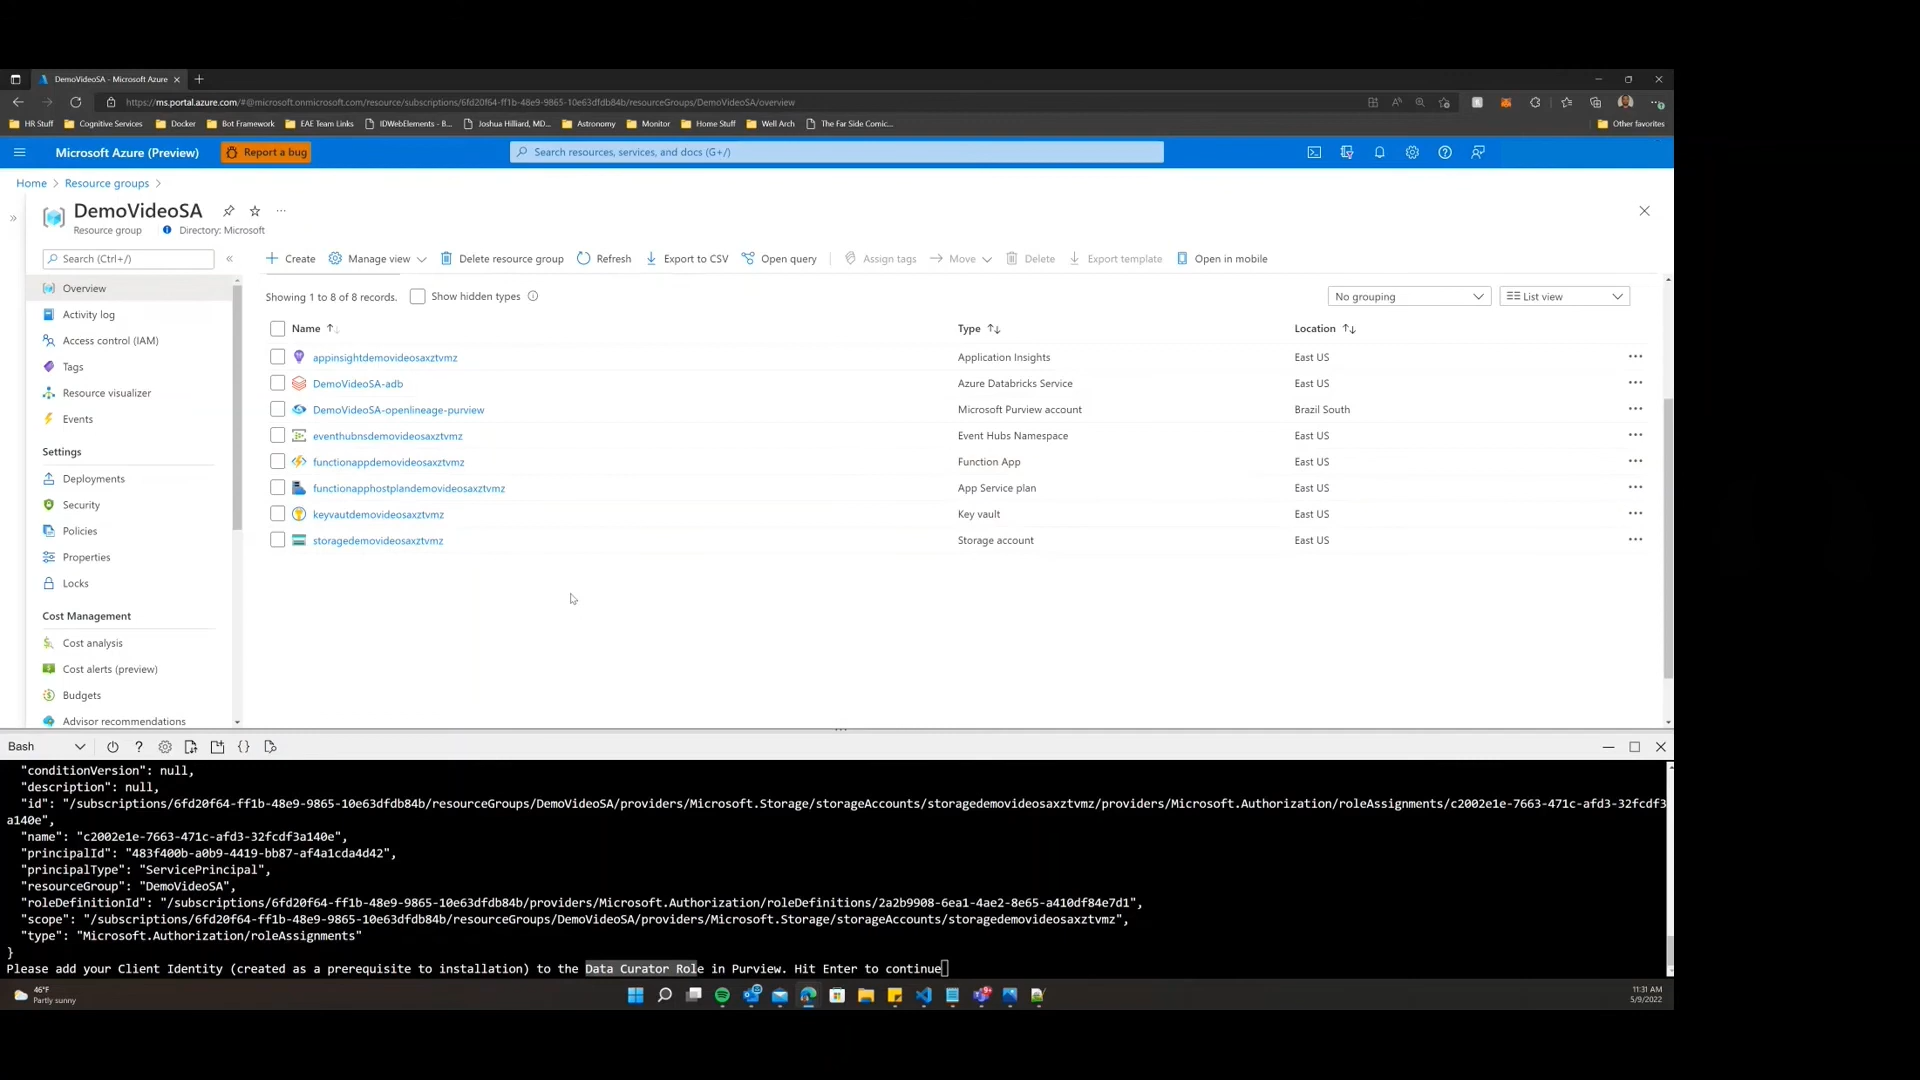 DemoVideoSA - Microsoft Azure
https://ms.portal.azure.com/#@microsoft.onmicrosoft.com/resource/subscriptions/6fd20f64-ff1b-48e9-9865-10e63dfdb84b/resourceGroups/DemoVideoSA/overview
HR Stuff Cognitive Services Docker Bot Framework EAE Team Links IDWebElements - B... Joshua Hilliard, MD... Astronomy Monitor Home Stuff Well Arch The Far Side Comic... Other favorites
Microsoft Azure (Preview) Report a bug Search resources, services, and docs (G+/)
Home > Resource groups >
DemoVideoSA
Resource group Directory: Microsoft
Search (Ctrl+/) Create Manage view Delete resource group Refresh Export to CSV Open query Assign tags Move Delete Export template Open in mobile
Overview
Activity log
Access control (IAM)
Tags
Resource visualizer
Events
Settings
Deployments
Security
Policies
Properties
Locks
Cost Management
Cost analysis
Cost alerts (preview)
Budgets
Advisor recommendations
Showing 1 to 8 of 8 records. Show hidden types No grouping List view
Name Type Location
appinsightdemovideosaxztvmz Application Insights East US
DemoVideoSA-adb Azure Databricks Service East US
DemoVideoSA-openlineage-purview Microsoft Purview account Brazil South
eventhubnsdemovideosaxztvmz Event Hubs Namespace East US
functionappdemovideosaxztvmz Function App East US
functionapphostplandemovideosaxztvmz App Service plan East US
keyvautdemovideosaxztvmz Key vault East US
storagedemovideosaxztvmz Storage account East US
Bash
"conditionVersion": null,
"description": null,
"id": "/subscriptions/6fd20f64-ff1b-48e9-9865-10e63dfdb84b/resourceGroups/DemoVideoSA/providers/Microsoft.Storage/storageAccounts/storagedemovideosaxztvmz/providers/Microsoft.Authorization/roleAssignments/c2002e1e-7663-471c-afd3-32fcdf3
a140e",
"name": "c2002e1e-7663-471c-afd3-32fcdf3a140e",
"principalId": "483f400b-a0b9-4419-bb87-af4a1cda4d42",
"principalType": "ServicePrincipal",
"resourceGroup": "DemoVideoSA",
"roleDefinitionId": "/subscriptions/6fd20f64-ff1b-48e9-9865-10e63dfdb84b/providers/Microsoft.Authorization/roleDefinitions/2a2b9908-6ea1-4ae2-8e65-a410df84e7d1",
"scope": "/subscriptions/6fd20f64-ff1b-48e9-9865-10e63dfdb84b/resourceGroups/DemoVideoSA/providers/Microsoft.Storage/storageAccounts/storagedemovideosaxztvmz",
"type": "Microsoft.Authorization/roleAssignments"
}
Please add your Client Identity (created as a prerequisite to installation) to the Data Curator Role in Purview. Hit Enter to continue
46°F
Partly sunny
11:31 AM
5/9/2022